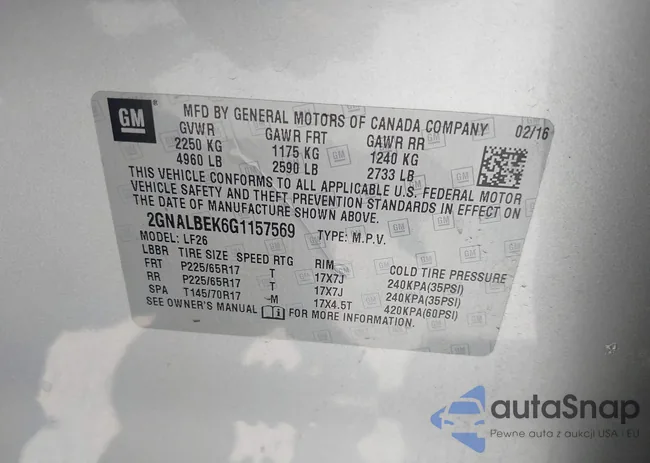 GM
MFD BY GENERAL MOTORS OF CANADA COMPANY 02/16
GVWR GAWR FRT GAWR RR
2250 KG 1175 KG 1240 KG
4960 LB 2590 LB 2733 LB
THIS VEHICLE CONFORMS TO ALL APPLICABLE U.S. FEDERAL MOTOR
VEHICLE SAFETY AND THEFT PREVENTION STANDARDS IN EFFECT ON
THE DATE OF MANUFACTURE SHOWN ABOVE.
2GNALBEK6G1157569 TYPE: M.P.V.
MODEL: LF26
LBBR TIRE SIZE SPEED RTG RIM COLD TIRE PRESSURE
FRT P225/65R17 T 17X7J 240KPA(35PSI)
RR P225/65R17 T 17X7J 240KPA(35PSI)
SPA T145/70R17 M 17X4.5T 420KPA(60PSI)
SEE OWNER'S MANUAL FOR MORE INFORMATION.
autaSnap
Pewne auta z aukcji USA - EU